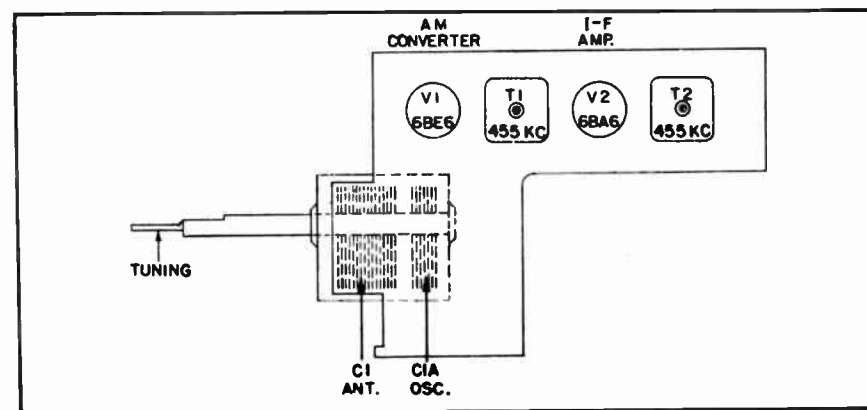 AM
CONVERTER
I-F
AMP.
V1
6BE6
T1
455 KC
V2
6BA6
T2
455 KC
TUNING
C1
ANT.
C1A
OSC.